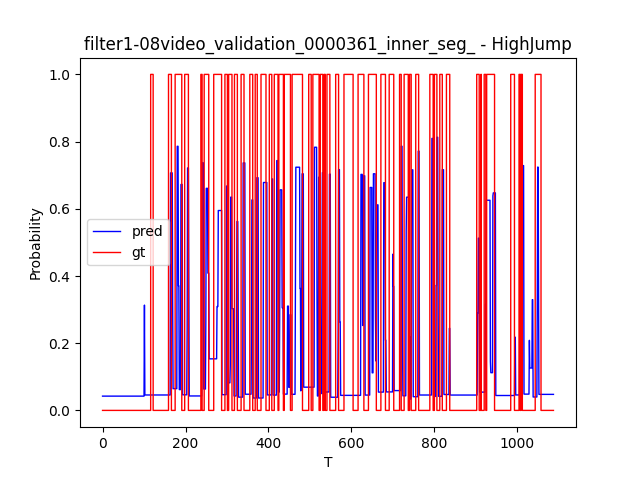 filter1-08video_validation_0000361_inner_seg_ - HighJump
1.0
0.8
0.6
0.4
0.2
0.0
Probability
pred
gt
0 200 400 600 800 1000
T